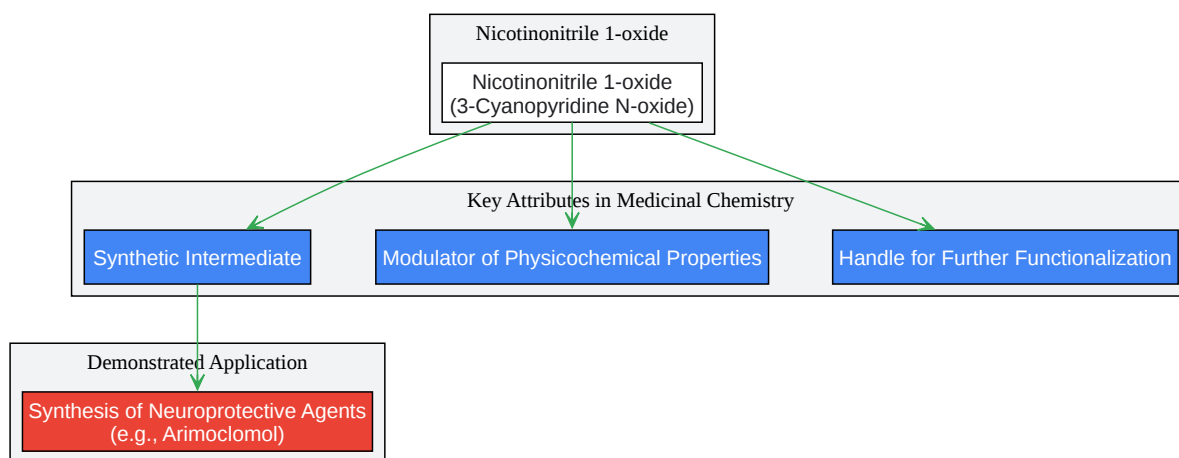 Nicotinonitrile 1-oxide
Nicotinonitrile 1-oxide
(3-Cyanopyridine N-oxide)
Key Attributes in Medicinal Chemistry
Synthetic Intermediate
Modulator of Physicochemical Properties
Handle for Further Functionalization
Demonstrated Application
Synthesis of Neuroprotective Agents
(e.g., Arimoclomol)